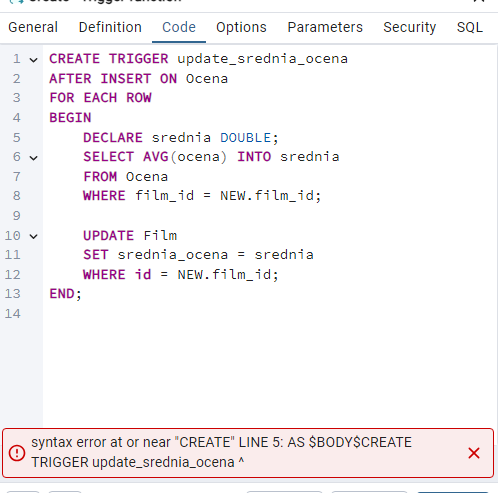 General Definition Code Options Parameters Security SQL
1 CREATE TRIGGER update_srednia_ocena
2 AFTER INSERT ON Ocena
3 FOR EACH ROW
4 BEGIN
5 DECLARE srednia DOUBLE;
6 SELECT AVG(ocena) INTO srednia
7 FROM Ocena
8 WHERE film_id = NEW.film_id;
9
10 UPDATE Film
11 SET srednia_ocena = srednia
12 WHERE id = NEW.film_id;
13 END;
14
syntax error at or near "CREATE" LINE 5: AS $BODY$CREATE
TRIGGER update_srednia_ocena ^